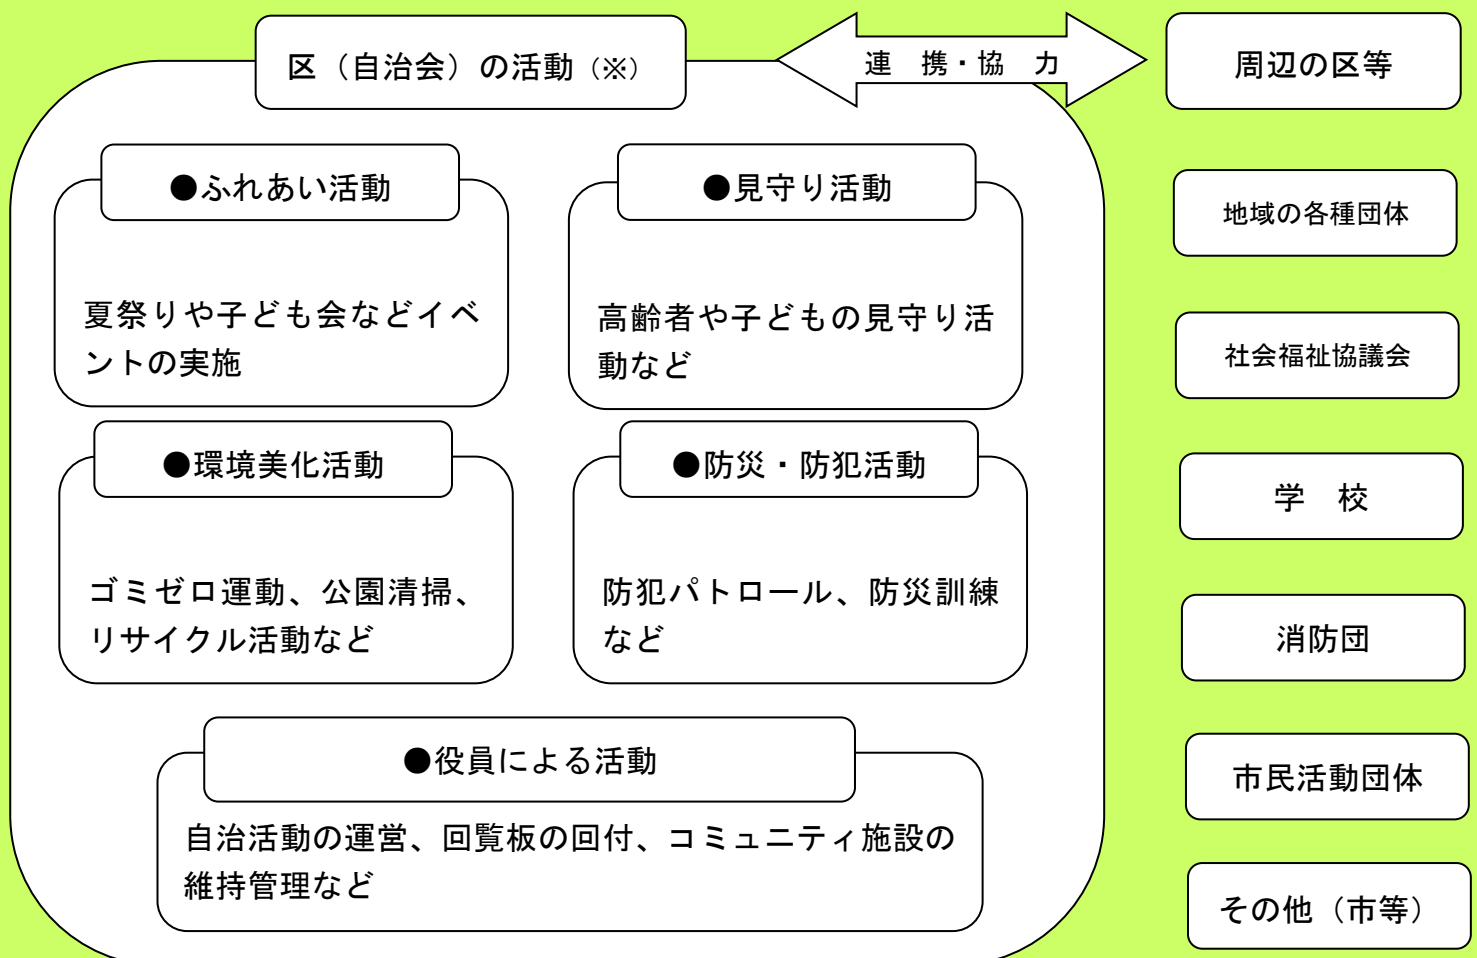 区（自治会）の活動（※）
連　携・協　力
周辺の区等
●ふれあい活動
夏祭りや子ども会などイベ
ントの実施
●見守り活動
高齢者や子どもの見守り活
動など
●環境美化活動
ゴミゼロ運動、公園清掃、
リサイクル活動など
●防災・防犯活動
防犯パトロール、防災訓練
など
●役員による活動
自治活動の運営、回覧板の回付、コミュニティ施設の
維持管理など
地域の各種団体
社会福祉協議会
学　校
消防団
市民活動団体
その他（市等）